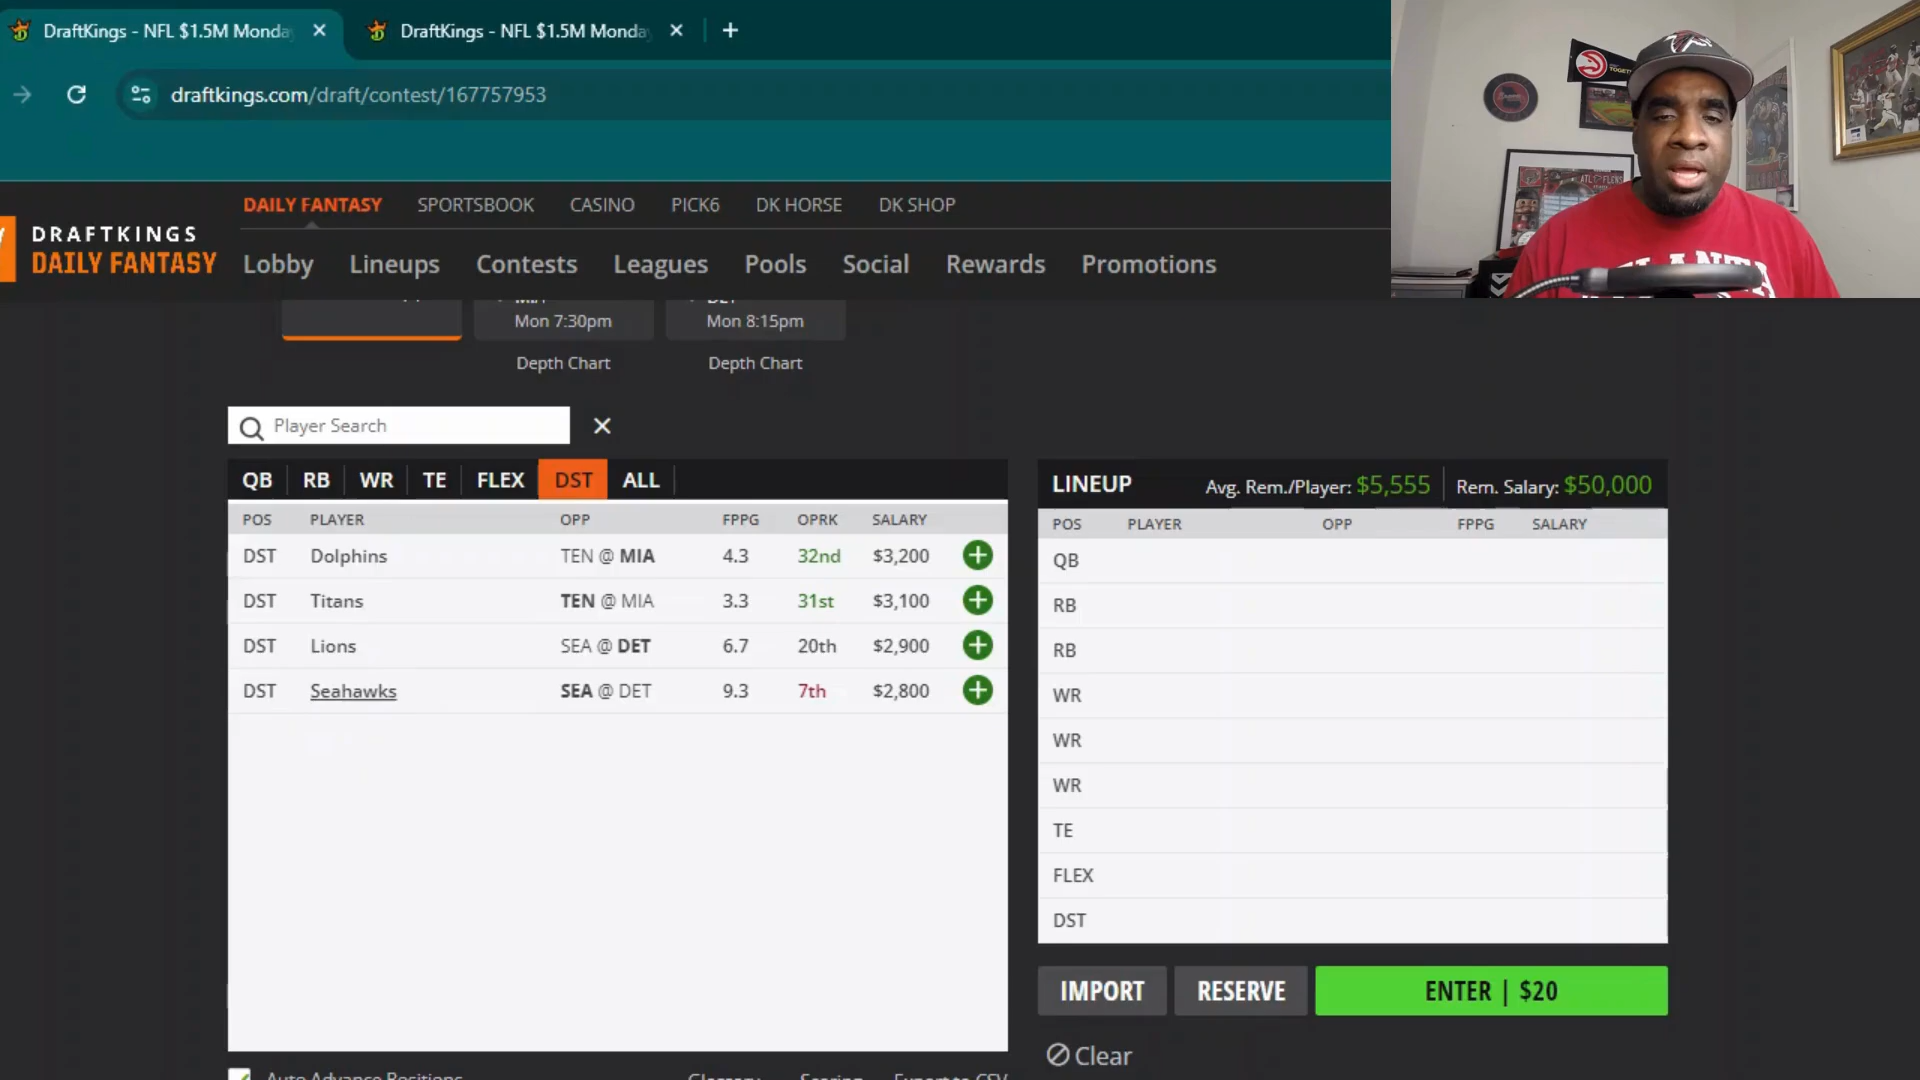 DraftKings - NFL $1.5M Monda
DraftKings - NFL $1.5M Monda
draftkings.com/draft/contest/167757953
DAILY FANTASY SPORTSBOOK CASINO PICK6 DK HORSE DK SHOP
DRAFTKINGS
DAILY FANTASY
Lobby Lineups Contests Leagues Pools Social Rewards Promotions
Mon 7:30pm Mon 8:15pm
Depth Chart Depth Chart
Player Search
QB RB WR TE FLEX DST ALL
POS PLAYER OPP FPPG OPRK SALARY
DST Dolphins TEN @ MIA 4.3 32nd $3,200
DST Titans TEN @ MIA 3.3 31st $3,100
DST Lions SEA @ DET 6.7 20th $2,900
DST Seahawks SEA @ DET 9.3 7th $2,800
LINEUP Avg. Rem./Player: $5,555 Rem. Salary: $50,000
POS PLAYER OPP FPPG SALARY
QB
RB
RB
WR
WR
WR
TE
FLEX
DST
IMPORT RESERVE ENTER | $20
Clear
Auto Advance Positions